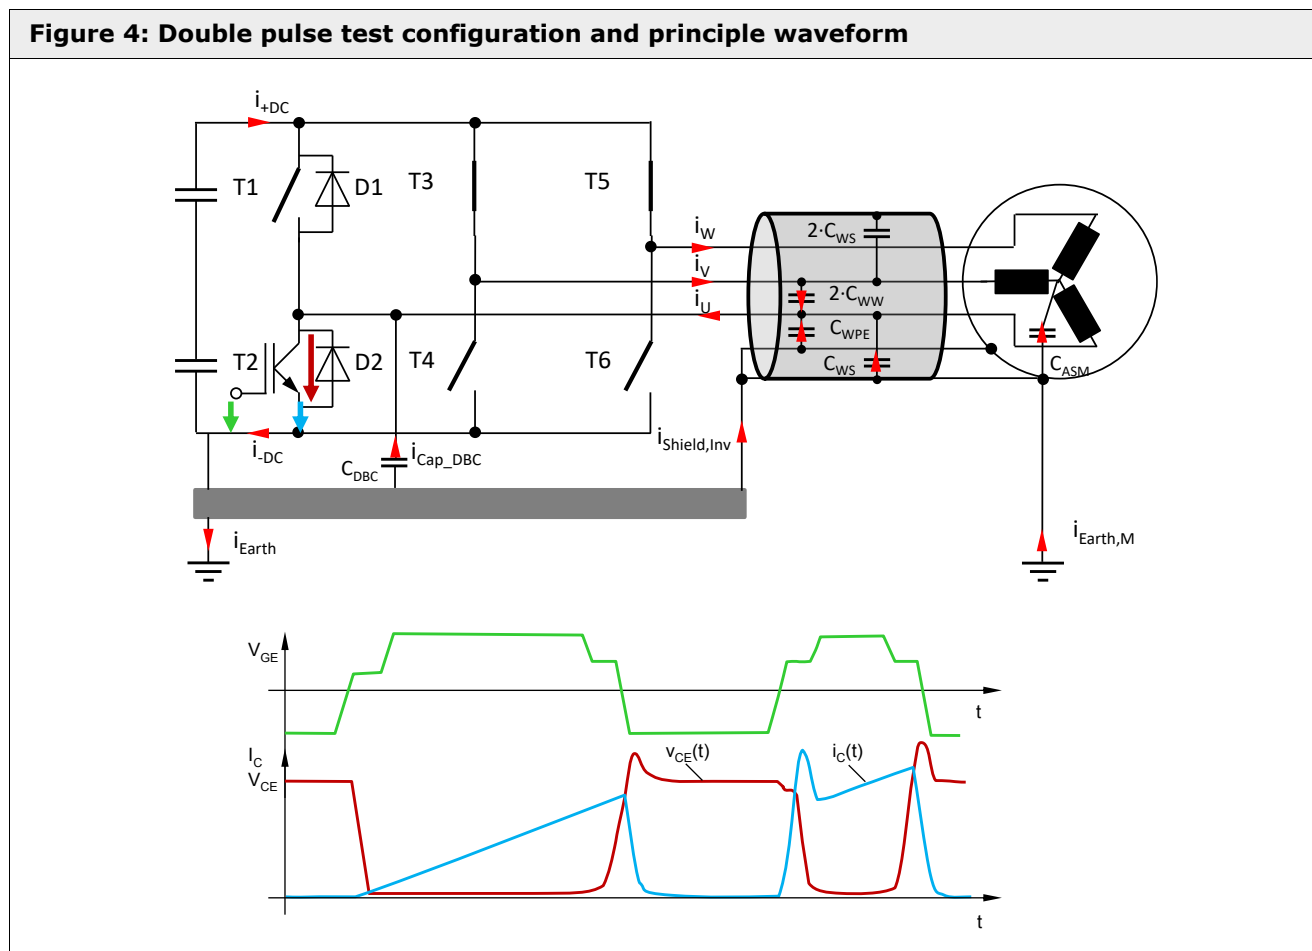 Figure 4: Double pulse test configuration and principle waveform
i+DC
T1 D1 T3 T5
iW 2·CWS
iV
iU 2·CWW
CWPE
T2 D2 T4 T6 CWS CASM
i-DC iCap_DBC iShield,Inv
CDBC
iEarth iEarth,M
VGE
t
IC vCE(t) iC(t)
VCE
t